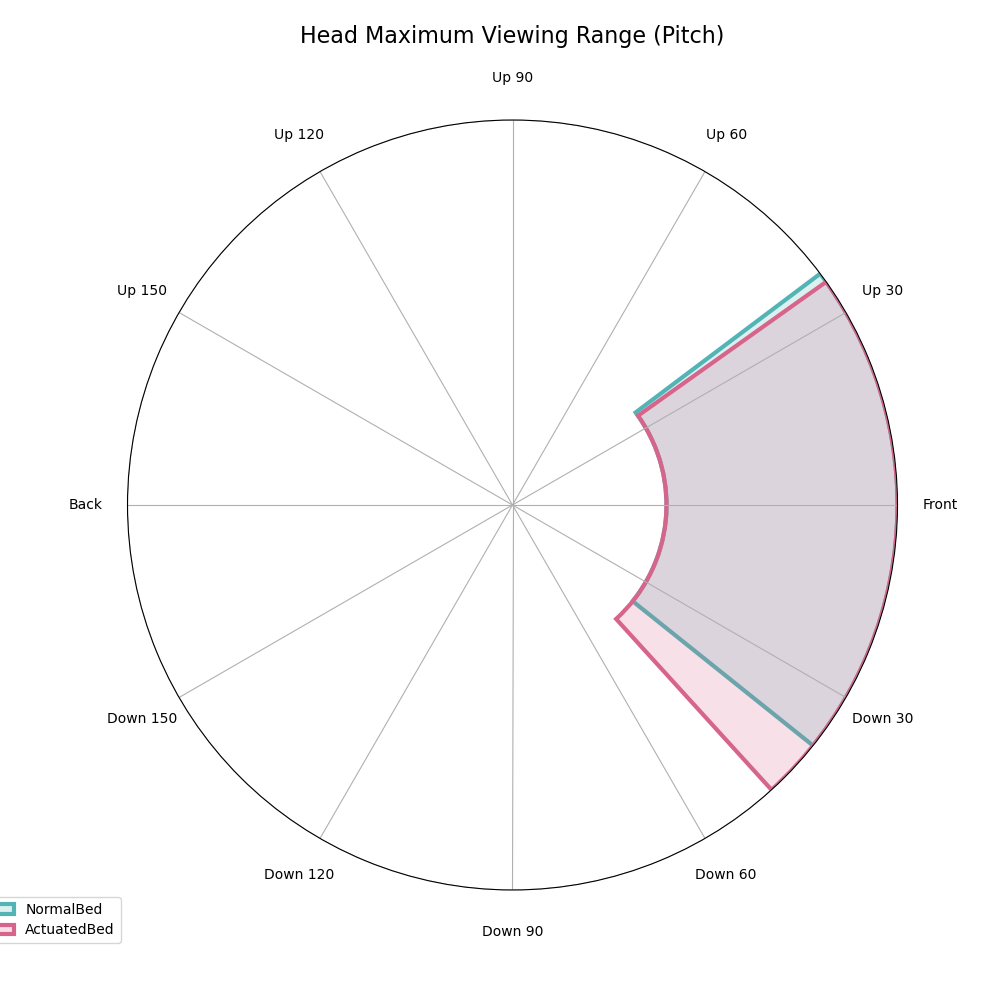 Head Maximum Viewing Range (Pitch)
Up 90
Up 120
Up 60
Up 150
Up 30
Back
Front
Down 150
Down 30
Down 120
Down 60
Down 90
NormalBed
ActuatedBed